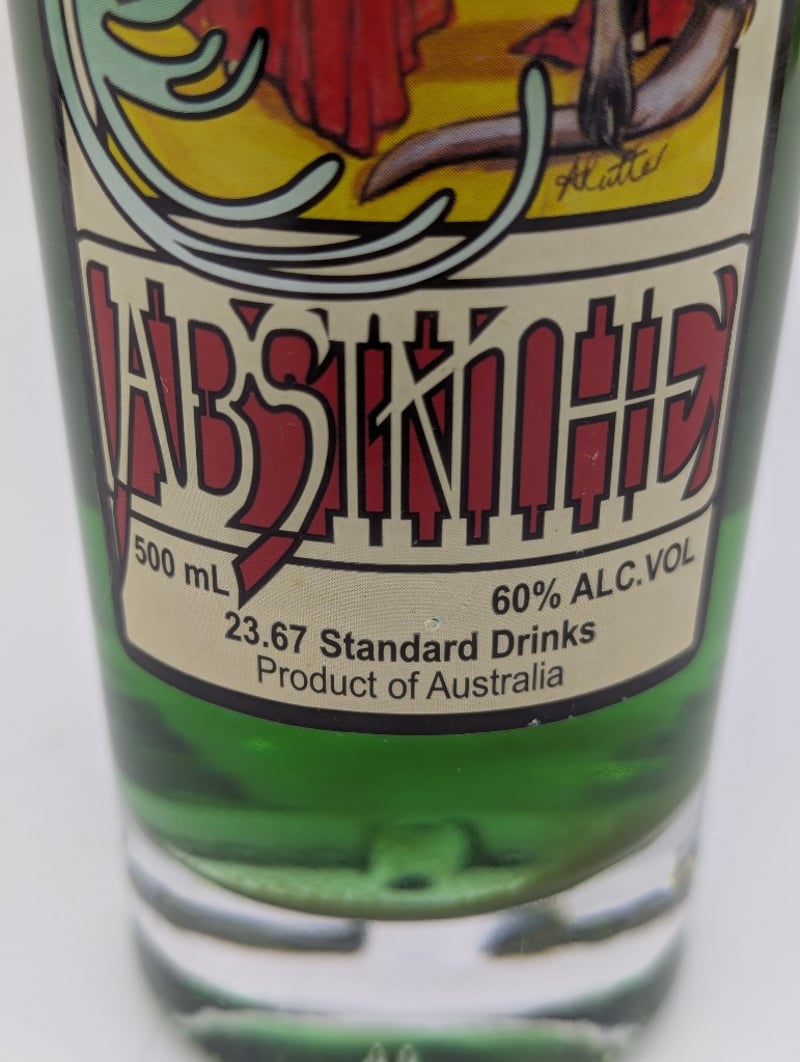 ABSINTHE
500 mL
60% ALC.VOL
23.67 Standard Drinks
Product of Australia